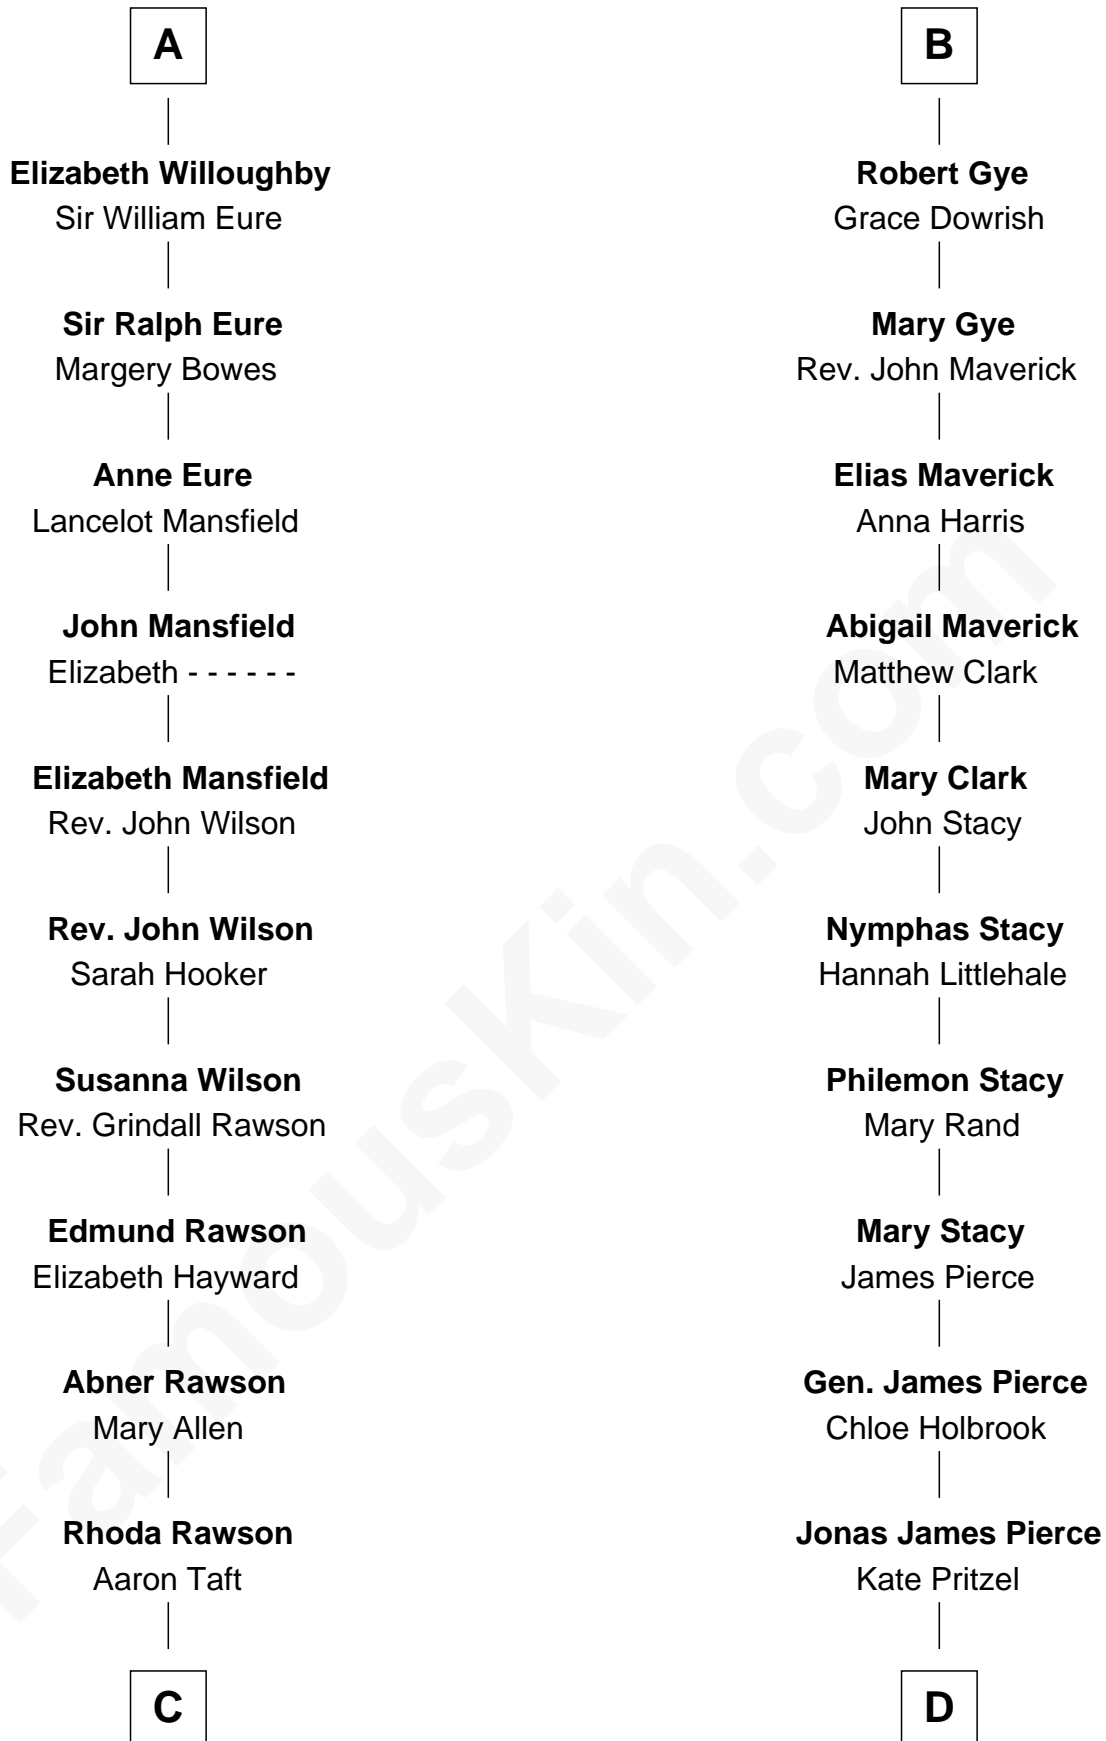 A
Elizabeth Willoughby
Sir William Eure
Sir Ralph Eure
Margery Bowes
Anne Eure
Lancelot Mansfield
John Mansfield
Elizabeth - - - - - -
Elizabeth Mansfield
Rev. John Wilson
Rev. John Wilson
Sarah Hooker
Susanna Wilson
Rev. Grindall Rawson
Edmund Rawson
Elizabeth Hayward
Abner Rawson
Mary Allen
Rhoda Rawson
Aaron Taft
C
B
Robert Gye
Grace Dowrish
Mary Gye
Rev. John Maverick
Elias Maverick
Anna Harris
Abigail Maverick
Matthew Clark
Mary Clark
John Stacy
Nymphas Stacy
Hannah Littlehale
Philemon Stacy
Mary Rand
Mary Stacy
James Pierce
Gen. James Pierce
Chloe Holbrook
Jonas James Pierce
Kate Pritzel
D
FamousKin.com